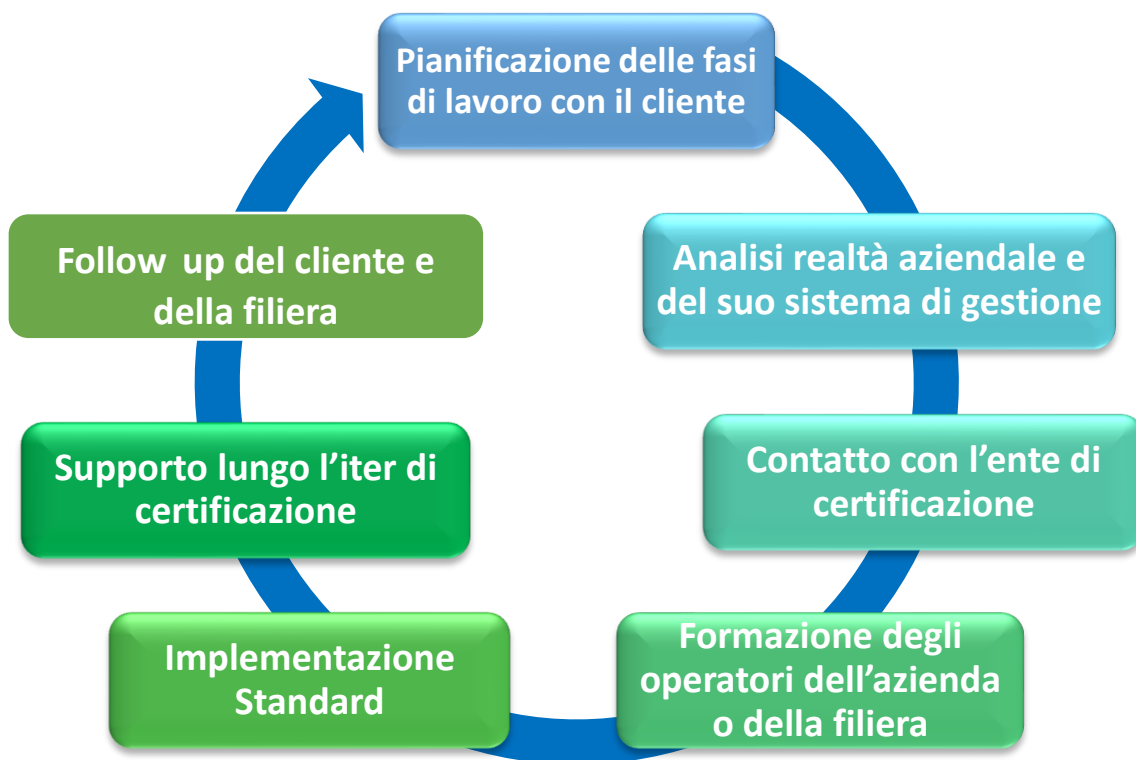 Pianificazione delle fasi
di lavoro con il cliente
Analisi realtà aziendale e
del suo sistema di gestione
Contatto con l’ente di
certificazione
Formazione degli
operatori dell’azienda
o della filiera
Implementazione
Standard
Supporto lungo l’iter di
certificazione
Follow up del cliente e
della filiera